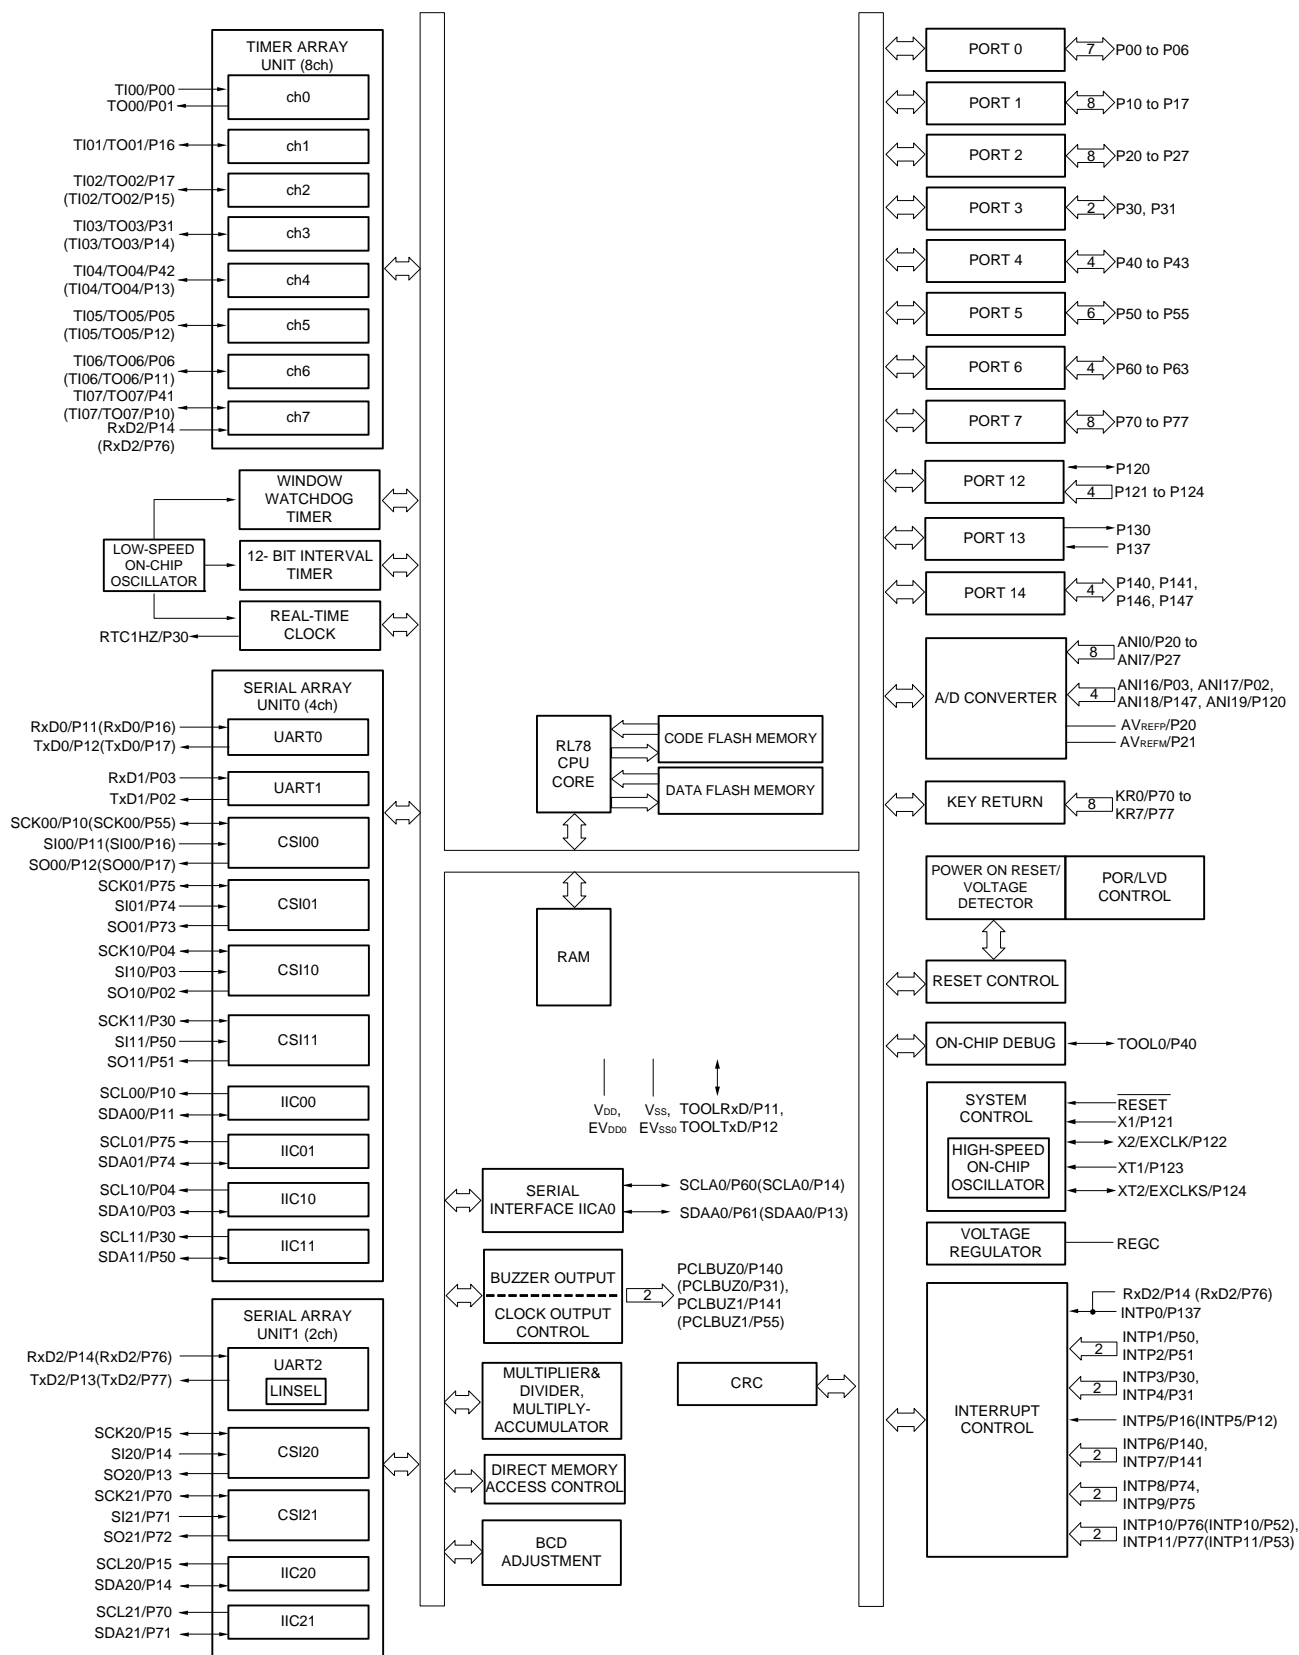 TIMER ARRAY
UNIT (8ch)
TI00/P00
TO00/P01
ch0
TI01/TO01/P16
ch1
TI02/TO02/P17
(TI02/TO02/P15)
ch2
TI03/TO03/P31
(TI03/TO03/P14)
ch3
TI04/TO04/P42
(TI04/TO04/P13)
ch4
TI05/TO05/P05
(TI05/TO05/P12)
ch5
TI06/TO06/P06
(TI06/TO06/P11)
ch6
TI07/TO07/P41
(TI07/TO07/P10)
RxD2/P14
(RxD2/P76)
ch7
WINDOW
WATCHDOG
TIMER
LOW-SPEED
ON-CHIP
OSCILLATOR
12- BIT INTERVAL
TIMER
REAL-TIME
CLOCK
RTC1HZ/P30
SERIAL ARRAY
UNIT0 (4ch)
RxD0/P11(RxD0/P16)
TxD0/P12(TxD0/P17)
UART0
RxD1/P03
TxD1/P02
UART1
SCK00/P10(SCK00/P55)
SI00/P11(SI00/P16)
SO00/P12(SO00/P17)
CSI00
SCK01/P75
SI01/P74
SO01/P73
CSI01
SCK10/P04
SI10/P03
SO10/P02
CSI10
SCK11/P30
SI11/P50
SO11/P51
CSI11
SCL00/P10
SDA00/P11
IIC00
SCL01/P75
SDA01/P74
IIC01
SCL10/P04
SDA10/P03
IIC10
SCL11/P30
SDA11/P50
IIC11
SERIAL ARRAY
UNIT1 (2ch)
RxD2/P14(RxD2/P76)
TxD2/P13(TxD2/P77)
UART2
LINSEL
SCK20/P15
SI20/P14
SO20/P13
CSI20
SCK21/P70
SI21/P71
SO21/P72
CSI21
SCL20/P15
SDA20/P14
IIC20
SCL21/P70
SDA21/P71
IIC21
RL78
CPU
CORE
CODE FLASH MEMORY
DATA FLASH MEMORY
RAM
VDD,
EVDD0
VSS,
EVSS0
TOOLRxD/P11,
TOOLTxD/P12
SERIAL
INTERFACE IICA0
SCLA0/P60(SCLA0/P14)
SDAA0/P61(SDAA0/P13)
BUZZER OUTPUT
CLOCK OUTPUT
CONTROL
2
PCLBUZ0/P140
(PCLBUZ0/P31),
PCLBUZ1/P141
(PCLBUZ1/P55)
MULTIPLIER&
DIVIDER,
MULTIPLY-
ACCUMULATOR
CRC
DIRECT MEMORY
ACCESS CONTROL
BCD
ADJUSTMENT
PORT 0
7
P00 to P06
PORT 1
8
P10 to P17
PORT 2
8
P20 to P27
PORT 3
2
P30, P31
PORT 4
4
P40 to P43
PORT 5
6
P50 to P55
PORT 6
4
P60 to P63
PORT 7
8
P70 to P77
PORT 12
P120
4
P121 to P124
PORT 13
P130
P137
PORT 14
4
P140, P141,
P146, P147
A/D CONVERTER
8
ANI0/P20 to
ANI7/P27
4
ANI16/P03, ANI17/P02,
ANI18/P147, ANI19/P120
AVREFP/P20
AVREFM/P21
KEY RETURN
8
KR0/P70 to
KR7/P77
POWER ON RESET/
VOLTAGE
DETECTOR
POR/LVD
CONTROL
RESET CONTROL
ON-CHIP DEBUG
TOOL0/P40
SYSTEM
CONTROL
HIGH-SPEED
ON-CHIP
OSCILLATOR
RESET
X1/P121
X2/EXCLK/P122
XT1/P123
XT2/EXCLKS/P124
VOLTAGE
REGULATOR
REGC
INTERRUPT
CONTROL
RxD2/P14 (RxD2/P76)
INTP0/P137
2
INTP1/P50,
INTP2/P51
2
INTP3/P30,
INTP4/P31
INTP5/P16(INTP5/P12)
2
INTP6/P140,
INTP7/P141
2
INTP8/P74,
INTP9/P75
2
INTP10/P76(INTP10/P52),
INTP11/P77(INTP11/P53)